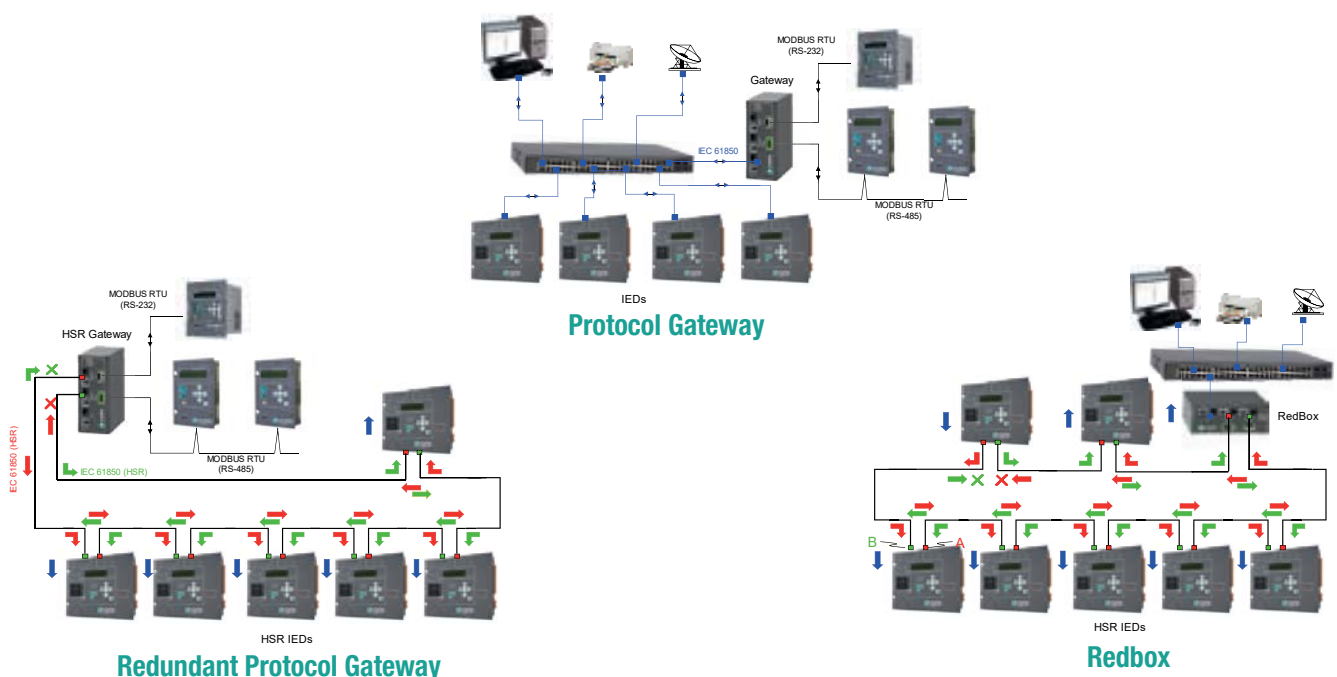 MODBUS RTU
(RS-232)
Gateway
IEC 61850
MODBUS RTU
(RS-485)
IEDs
Protocol Gateway
MODBUS RTU
(RS-232)
HSR Gateway
IEC 61850 (HSR)
IEC 61850 (HSR)
MODBUS RTU
(RS-485)
HSR IEDs
Redundant Protocol Gateway
RedBox
B
A
HSR IEDs
Redbox